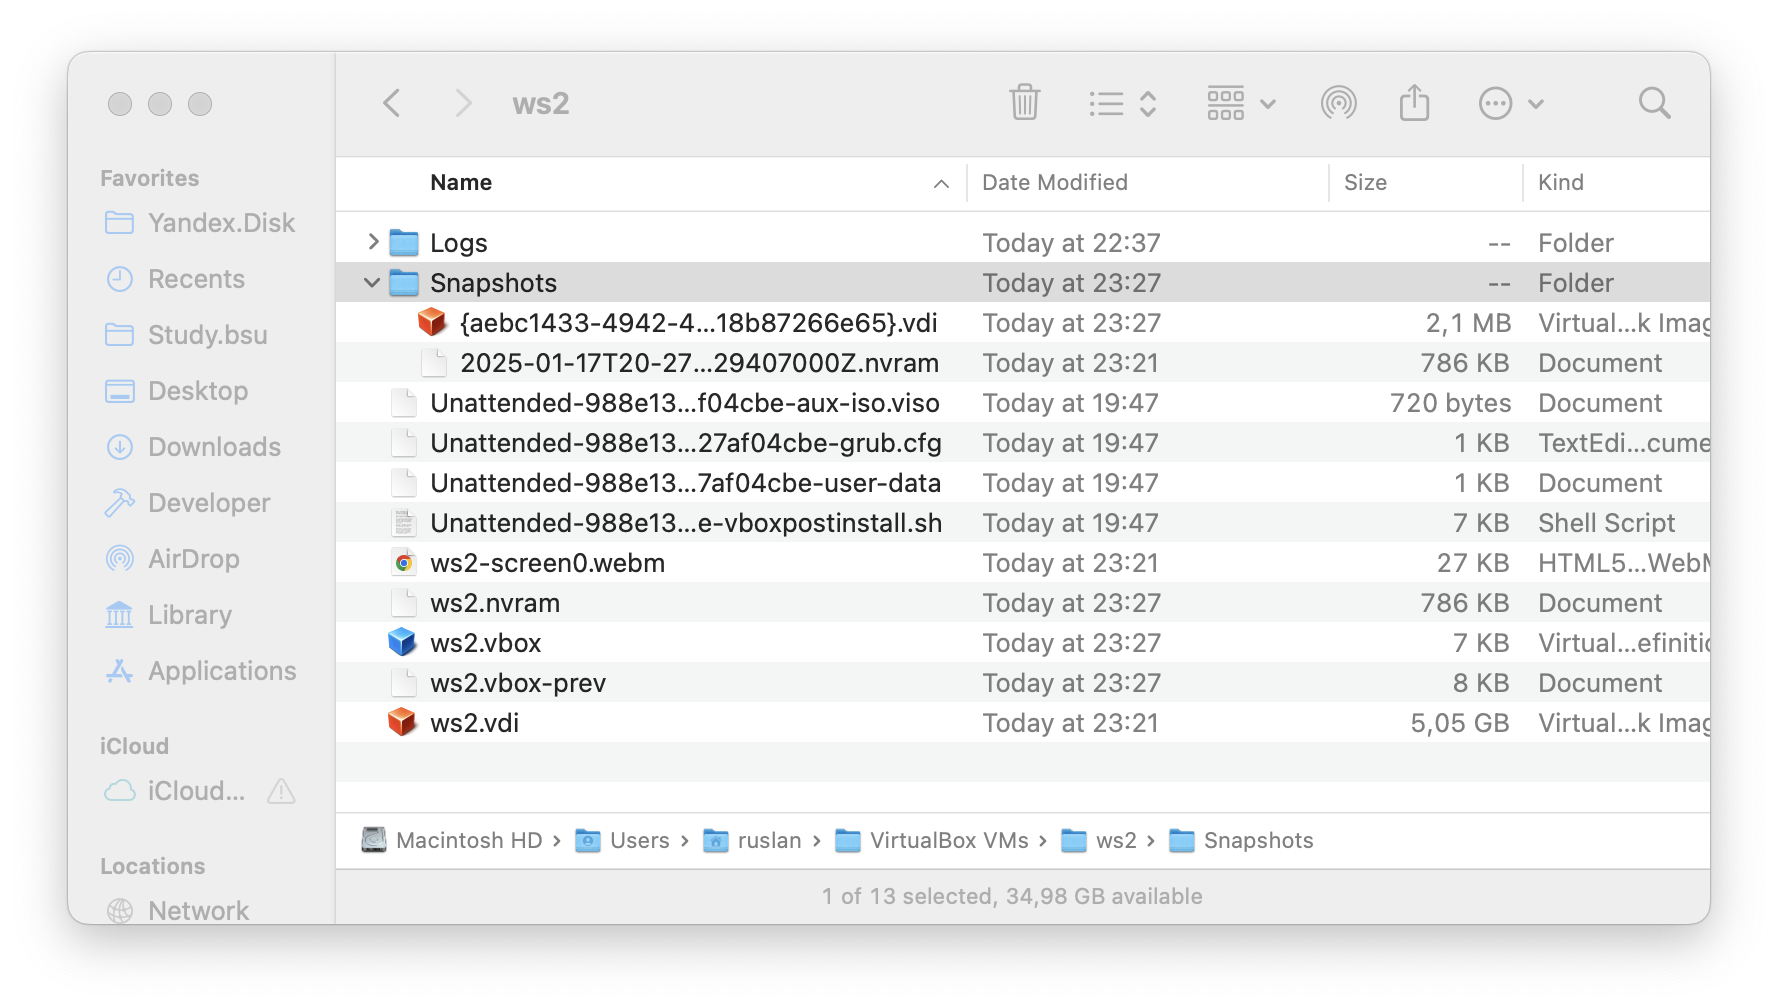 ws2
Favorites
Yandex.Disk
Recents
Study.bsu
Desktop
Downloads
Developer
AirDrop
Library
Applications
iCloud
iCloud...
Locations
Network
Name Date Modified Size Kind
Logs Today at 22:37 -- Folder
Snapshots Today at 23:27 -- Folder
{aebc1433-4942-4...18b87266e65}.vdi Today at 23:27 2,1 MB Virtual...k Imag
2025-01-17T20-27...29407000Z.nvram Today at 23:21 786 KB Document
Unattended-988e13...f04cbe-aux-iso.viso Today at 19:47 720 bytes Document
Unattended-988e13...27af04cbe-grub.cfg Today at 19:47 1 KB TextEdi...cume
Unattended-988e13...7af04cbe-user-data Today at 19:47 1 KB Document
Unattended-988e13...e-vboxpostinstall.sh Today at 19:47 7 KB Shell Script
ws2-screen0.webm Today at 23:21 27 KB HTML5...WebM
ws2.nvram Today at 23:27 786 KB Document
ws2.vbox Today at 23:27 7 KB Virtual...efinitio
ws2.vbox-prev Today at 23:27 8 KB Document
ws2.vdi Today at 23:21 5,05 GB Virtual...k Imag
Macintosh HD › Users › ruslan › VirtualBox VMs › ws2 › Snapshots
1 of 13 selected, 34,98 GB available